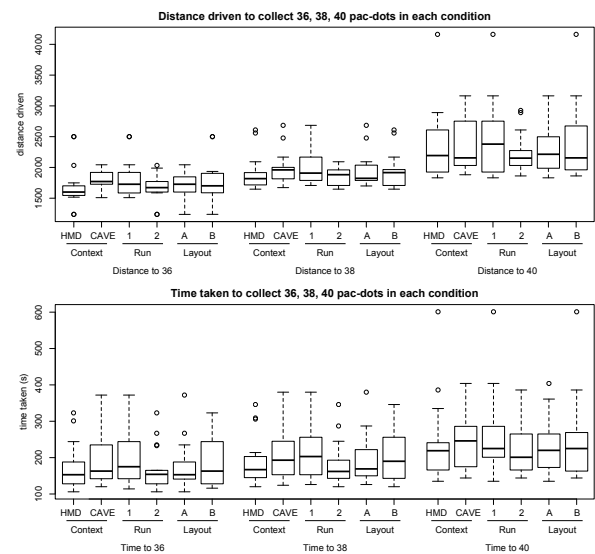 Distance driven to collect 36, 38, 40 pac-dots in each condition
distance driven
4000
3500
3000
2500
2000
1500
HMD CAVE 1 2 A B HMD CAVE 1 2 A B HMD CAVE 1 2 A B
Context Run Layout Context Run Layout Context Run Layout
Distance to 36 Distance to 38 Distance to 40
Time taken to collect 36, 38, 40 pac-dots in each condition
time taken (s)
600
500
400
300
200
100
HMD CAVE 1 2 A B HMD CAVE 1 2 A B HMD CAVE 1 2 A B
Context Run Layout Context Run Layout Context Run Layout
Time to 36 Time to 38 Time to 40